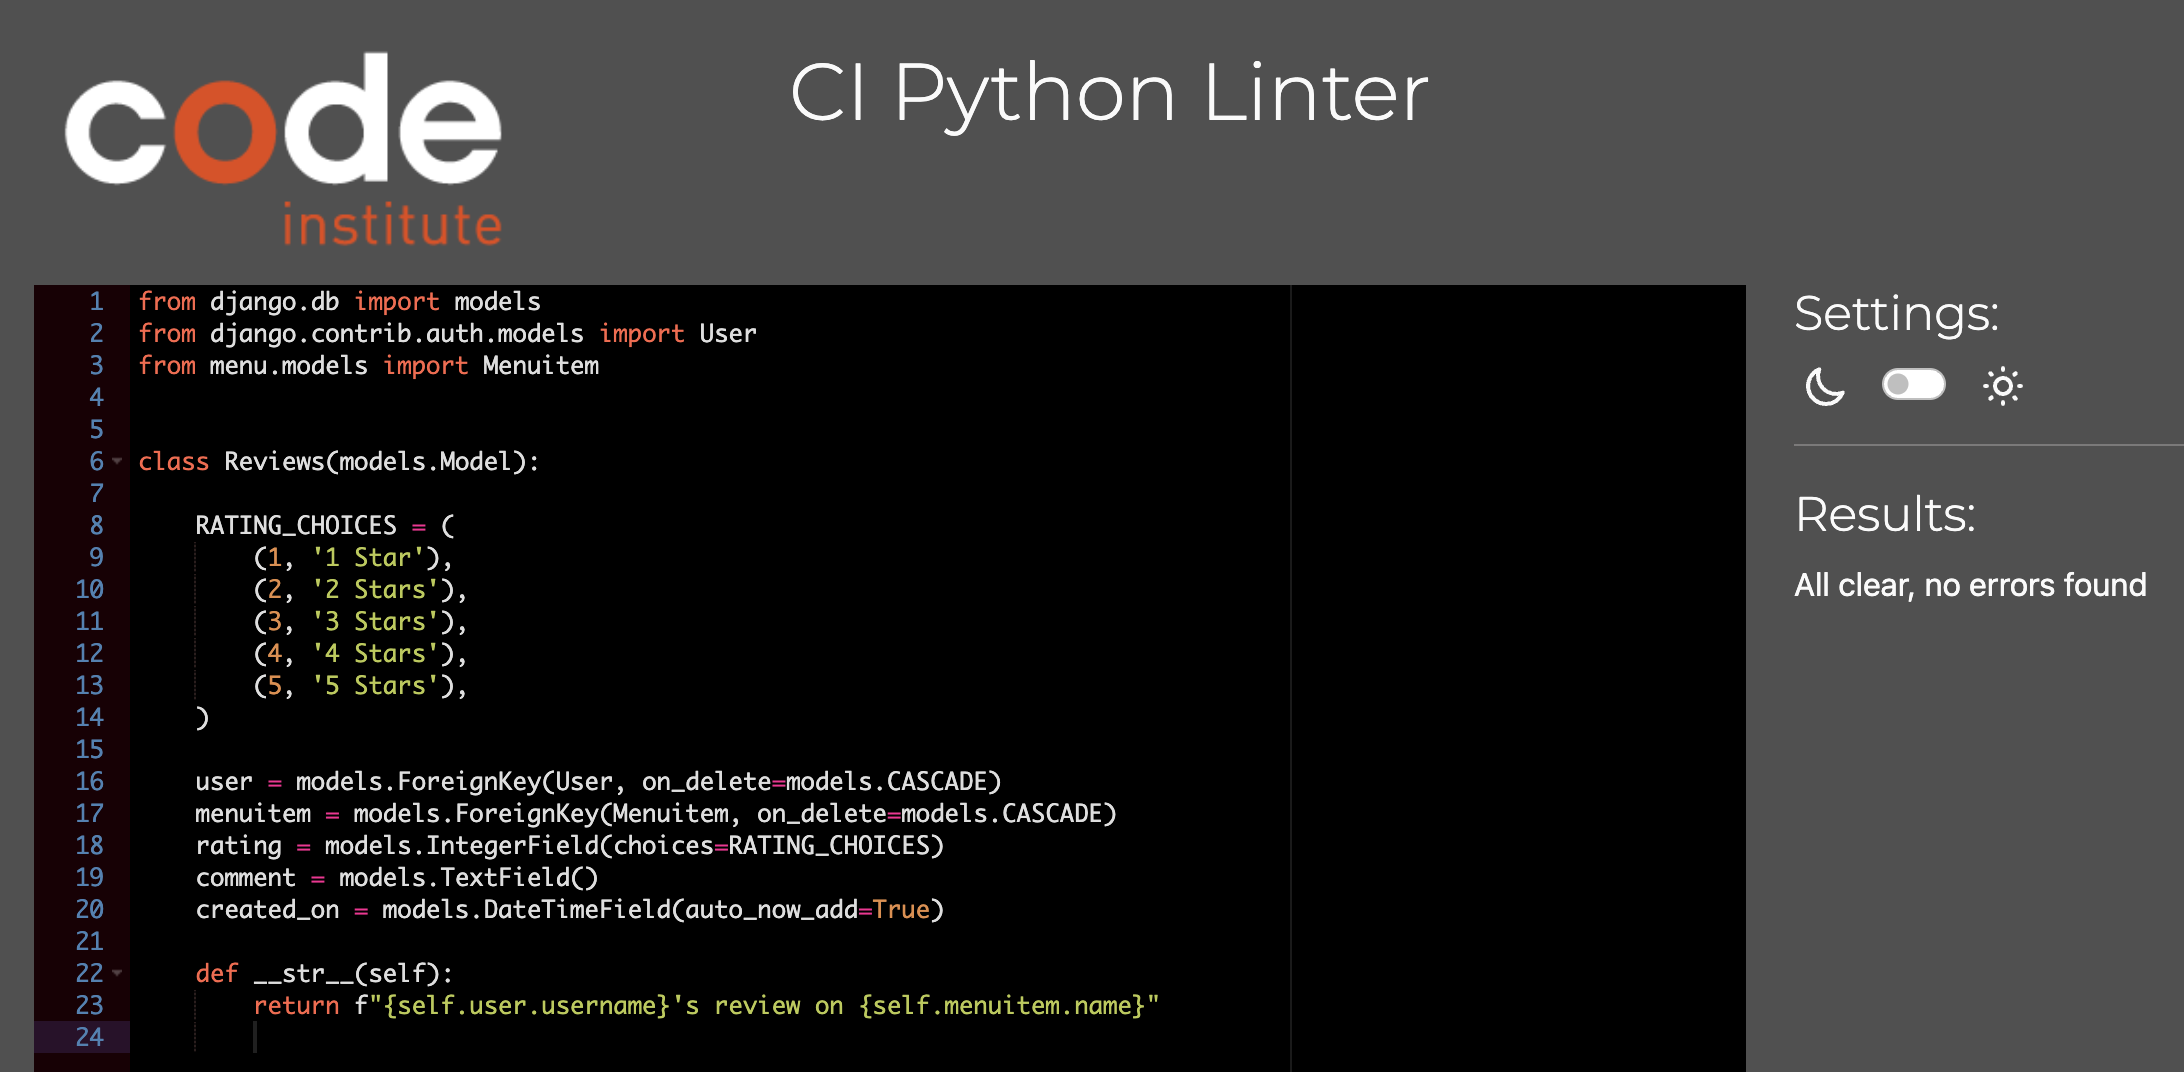 code
institute
CI Python Linter
1 from django.db import models
2 from django.contrib.auth.models import User
3 from menu.models import Menuitem
4
5
6 class Reviews(models.Model):
7
8     RATING_CHOICES = (
9         (1, '1 Star'),
10         (2, '2 Stars'),
11         (3, '3 Stars'),
12         (4, '4 Stars'),
13         (5, '5 Stars'),
14     )
15
16     user = models.ForeignKey(User, on_delete=models.CASCADE)
17     menuitem = models.ForeignKey(Menuitem, on_delete=models.CASCADE)
18     rating = models.IntegerField(choices=RATING_CHOICES)
19     comment = models.TextField()
20     created_on = models.DateTimeField(auto_now_add=True)
21
22     def __str__(self):
23         return f"{self.user.username}'s review on {self.menuitem.name}"
24
Settings:
Results:
All clear, no errors found